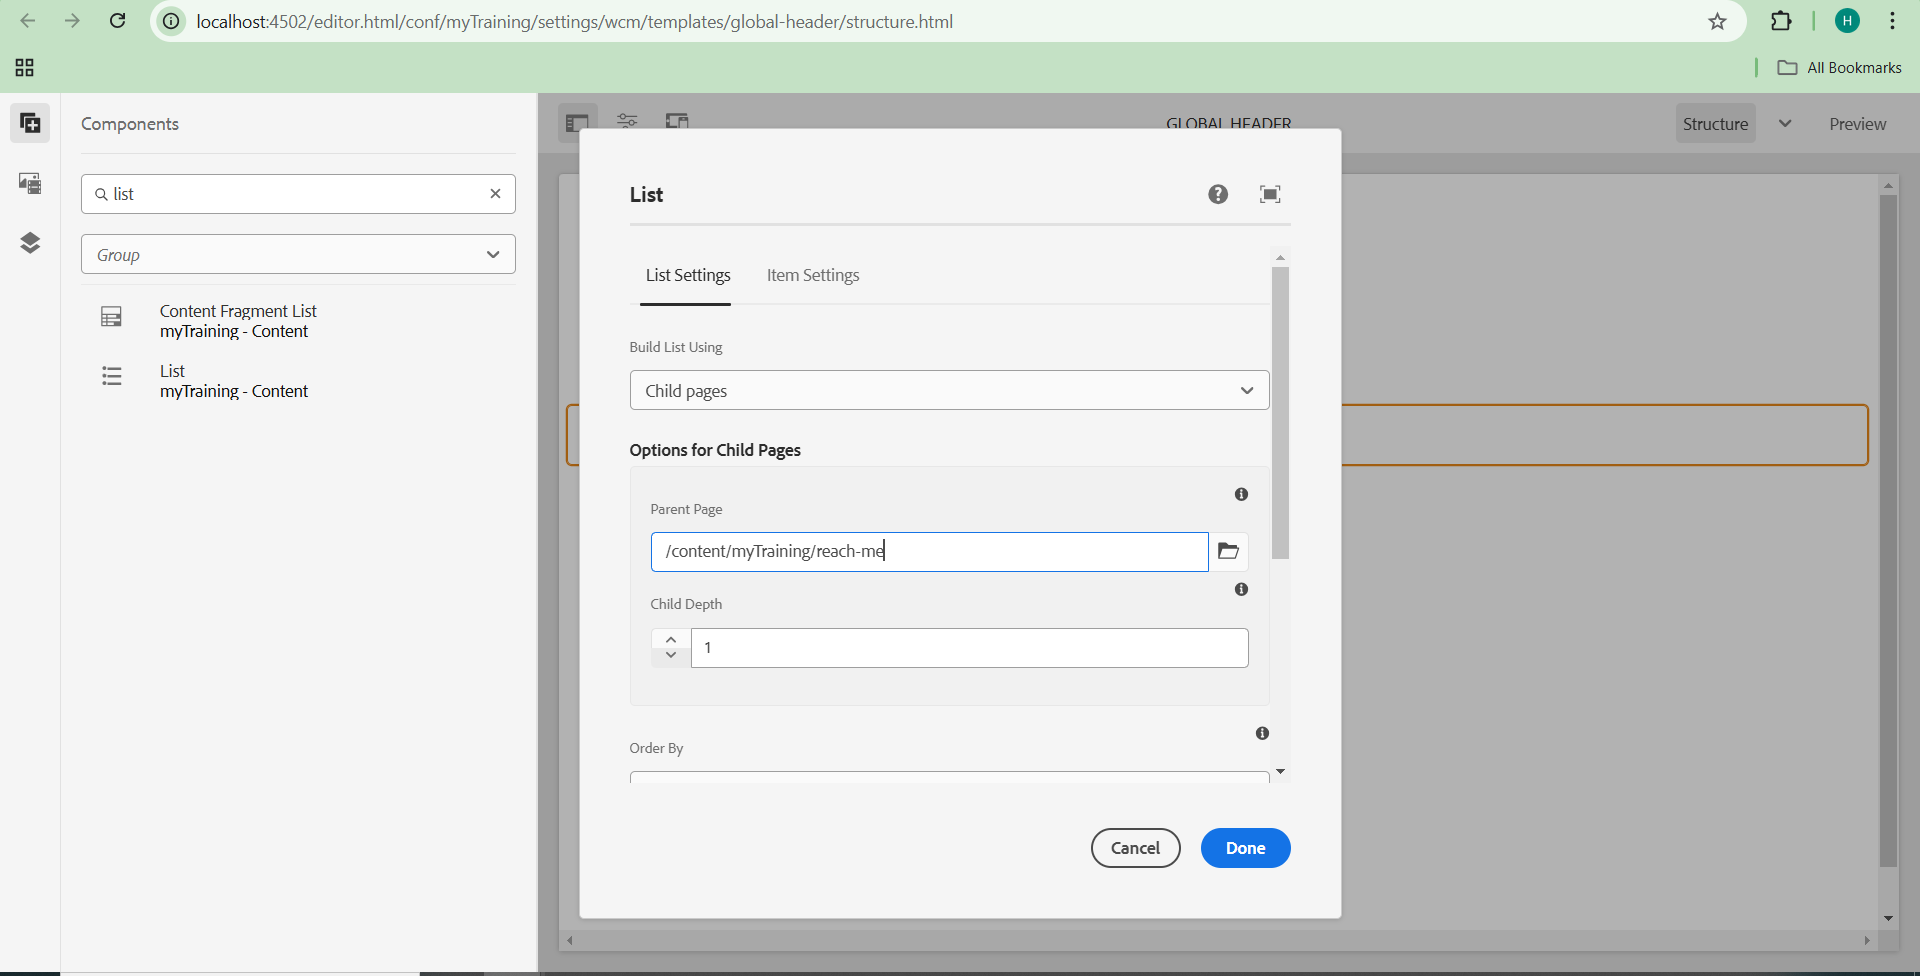 localhost:4502/editor.html/conf/myTraining/settings/wcm/templates/global-header/structure.html
H
All Bookmarks
Components
list
Group
Content Fragment List
myTraining - Content
List
myTraining - Content
GLOBAL HEADER
Structure
Preview
List
List Settings
Item Settings
Build List Using
Child pages
Options for Child Pages
Parent Page
/content/myTraining/reach-me
Child Depth
1
Order By
Cancel
Done